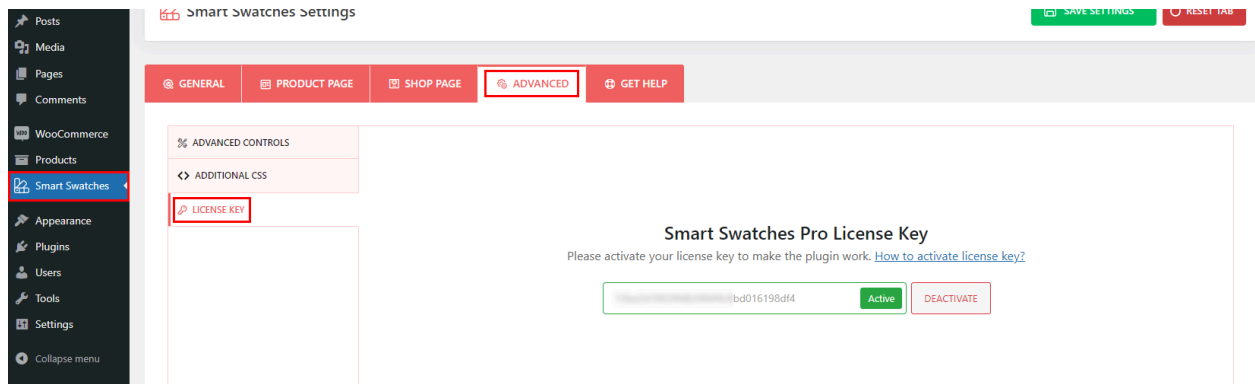 Posts
Media
Pages
Comments
WooCommerce
Products
Smart Swatches
Appearance
Plugins
Users
Tools
Settings
Collapse menu
Smart Swatches Settings
SAVE SETTINGS
RESET TAB
GENERAL
PRODUCT PAGE
SHOP PAGE
ADVANCED
GET HELP
ADVANCED CONTROLS
ADDITIONAL CSS
LICENSE KEY
Smart Swatches Pro License Key
Please activate your license key to make the plugin work. How to activate license key?
bd016198df4
Active
DEACTIVATE